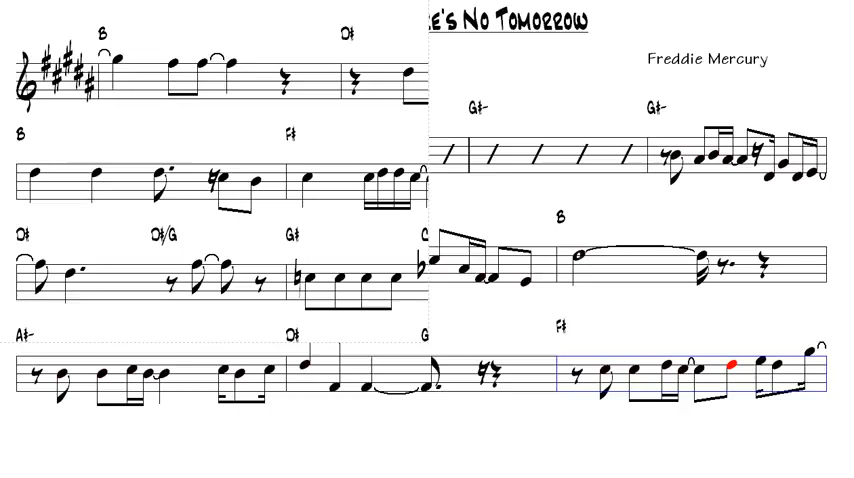 E'S NO TOMORROW
B D#
Freddie Mercury
G#- G#-
B F#
B
D# D#/G G#
F#
A#- D#